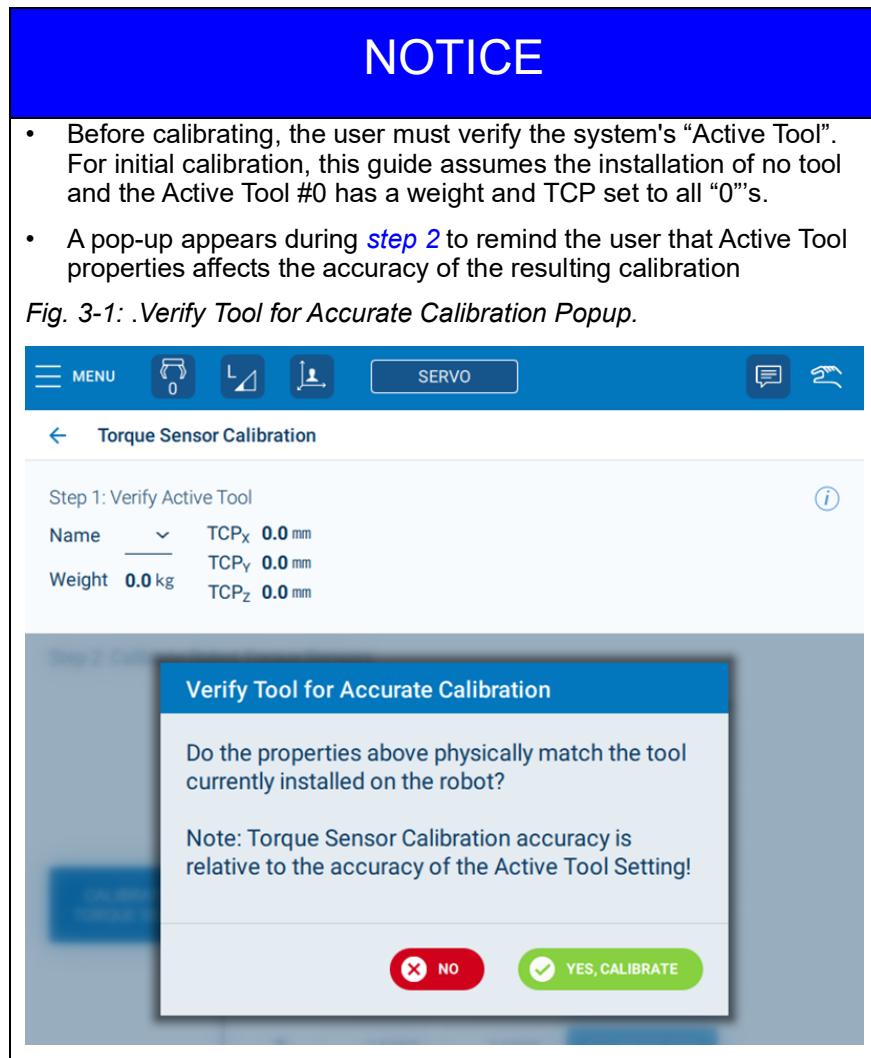 NOTICE
• Before calibrating, the user must verify the system's “Active Tool”.
For initial calibration, this guide assumes the installation of no tool
and the Active Tool #0 has a weight and TCP set to all “0”’s.
• A pop-up appears during step 2 to remind the user that Active Tool
properties affects the accuracy of the resulting calibration
Fig. 3-1: .Verify Tool for Accurate Calibration Popup.
MENU 0 L SERVO
Torque Sensor Calibration
Step 1: Verify Active Tool
Name TCPX 0.0 mm
TCPY 0.0 mm
Weight 0.0 kg
TCPZ 0.0 mm
Step 2:
Verify Tool for Accurate Calibration
Do the properties above physically match the tool
currently installed on the robot?
Note: Torque Sensor Calibration accuracy is
relative to the accuracy of the Active Tool Setting!
NO YES, CALIBRATE